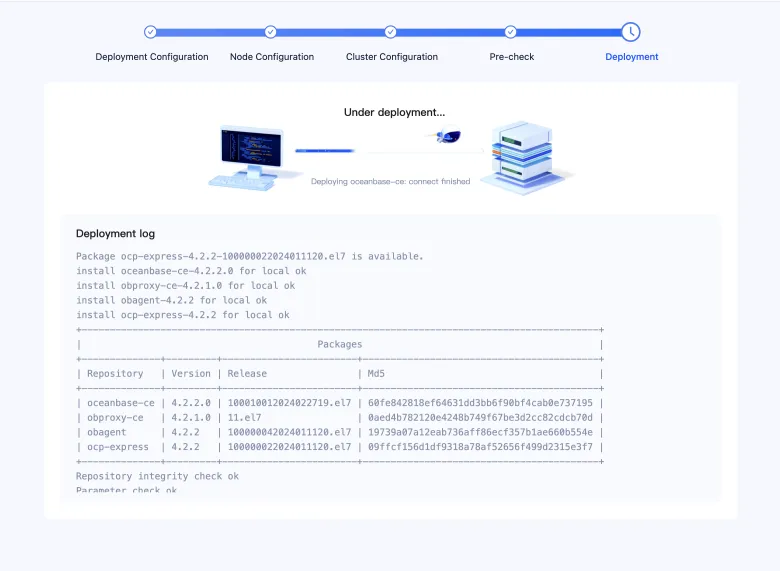 Deployment Configuration Node Configuration Cluster Configuration Pre-check Deployment
Under deployment...
Deploying oceanbase-ce: connect finished
Deployment log
Package ocp-express-4.2.2-100000022024011120.el7 is available.
install oceanbase-ce-4.2.2.0 for local ok
install obproxy-ce-4.2.1.0 for local ok
install obagent-4.2.2 for local ok
install ocp-express-4.2.2 for local ok
+--------------------------------------------------------------------------------------------+
| Packages |
+--------------+---------+------------------------+------------------------------------------+
| Repository | Version | Release | Md5 |
+--------------+---------+------------------------+------------------------------------------+
| oceanbase-ce | 4.2.2.0 | 100010012024022719.el7 | 60fe842818ef64631dd3bb6f90bf4cab0e737195 |
| obproxy-ce | 4.2.1.0 | 11.el7 | 0aed4b782120e4248b749f67be3d2cc82cdcb70d |
| obagent | 4.2.2 | 100000042024011120.el7 | 19739a07a12eab736aff86ecf357b1ae660b554e |
| ocp-express | 4.2.2 | 100000022024011120.el7 | 09ffcf156d1df9318a78af52656f499d2315e3f7 |
+--------------+---------+------------------------+------------------------------------------+
Repository integrity check ok
Parameter check ok